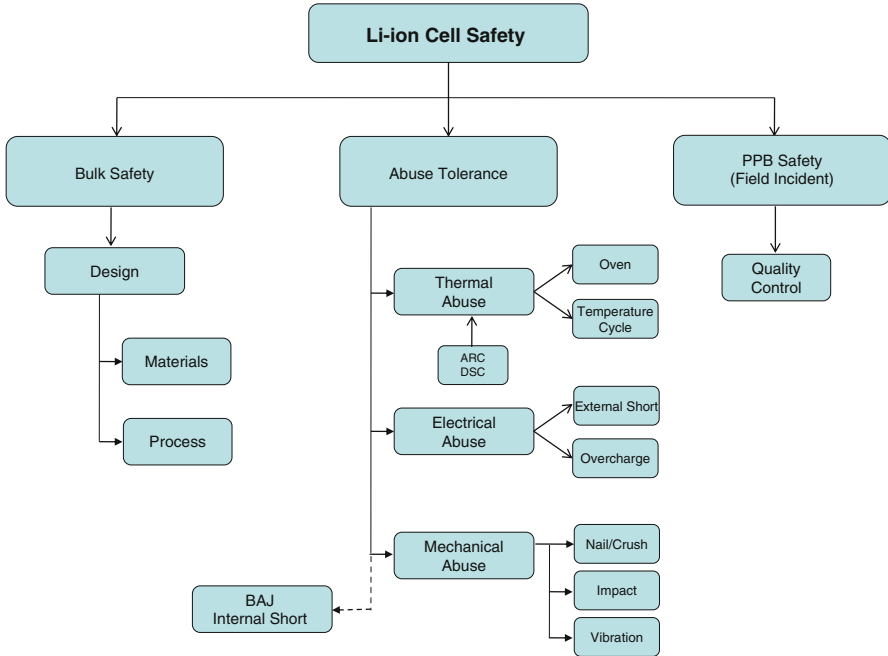 Li-ion Cell Safety
Bulk Safety
Abuse Tolerance
PPB Safety
(Field Incident)
Design
Materials
Process
Thermal
Abuse
Oven
Temperature
Cycle
ARC
DSC
Electrical
Abuse
External Short
Overcharge
Mechanical
Abuse
Nail/Crush
Impact
Vibration
BAJ
Internal Short
Quality
Control